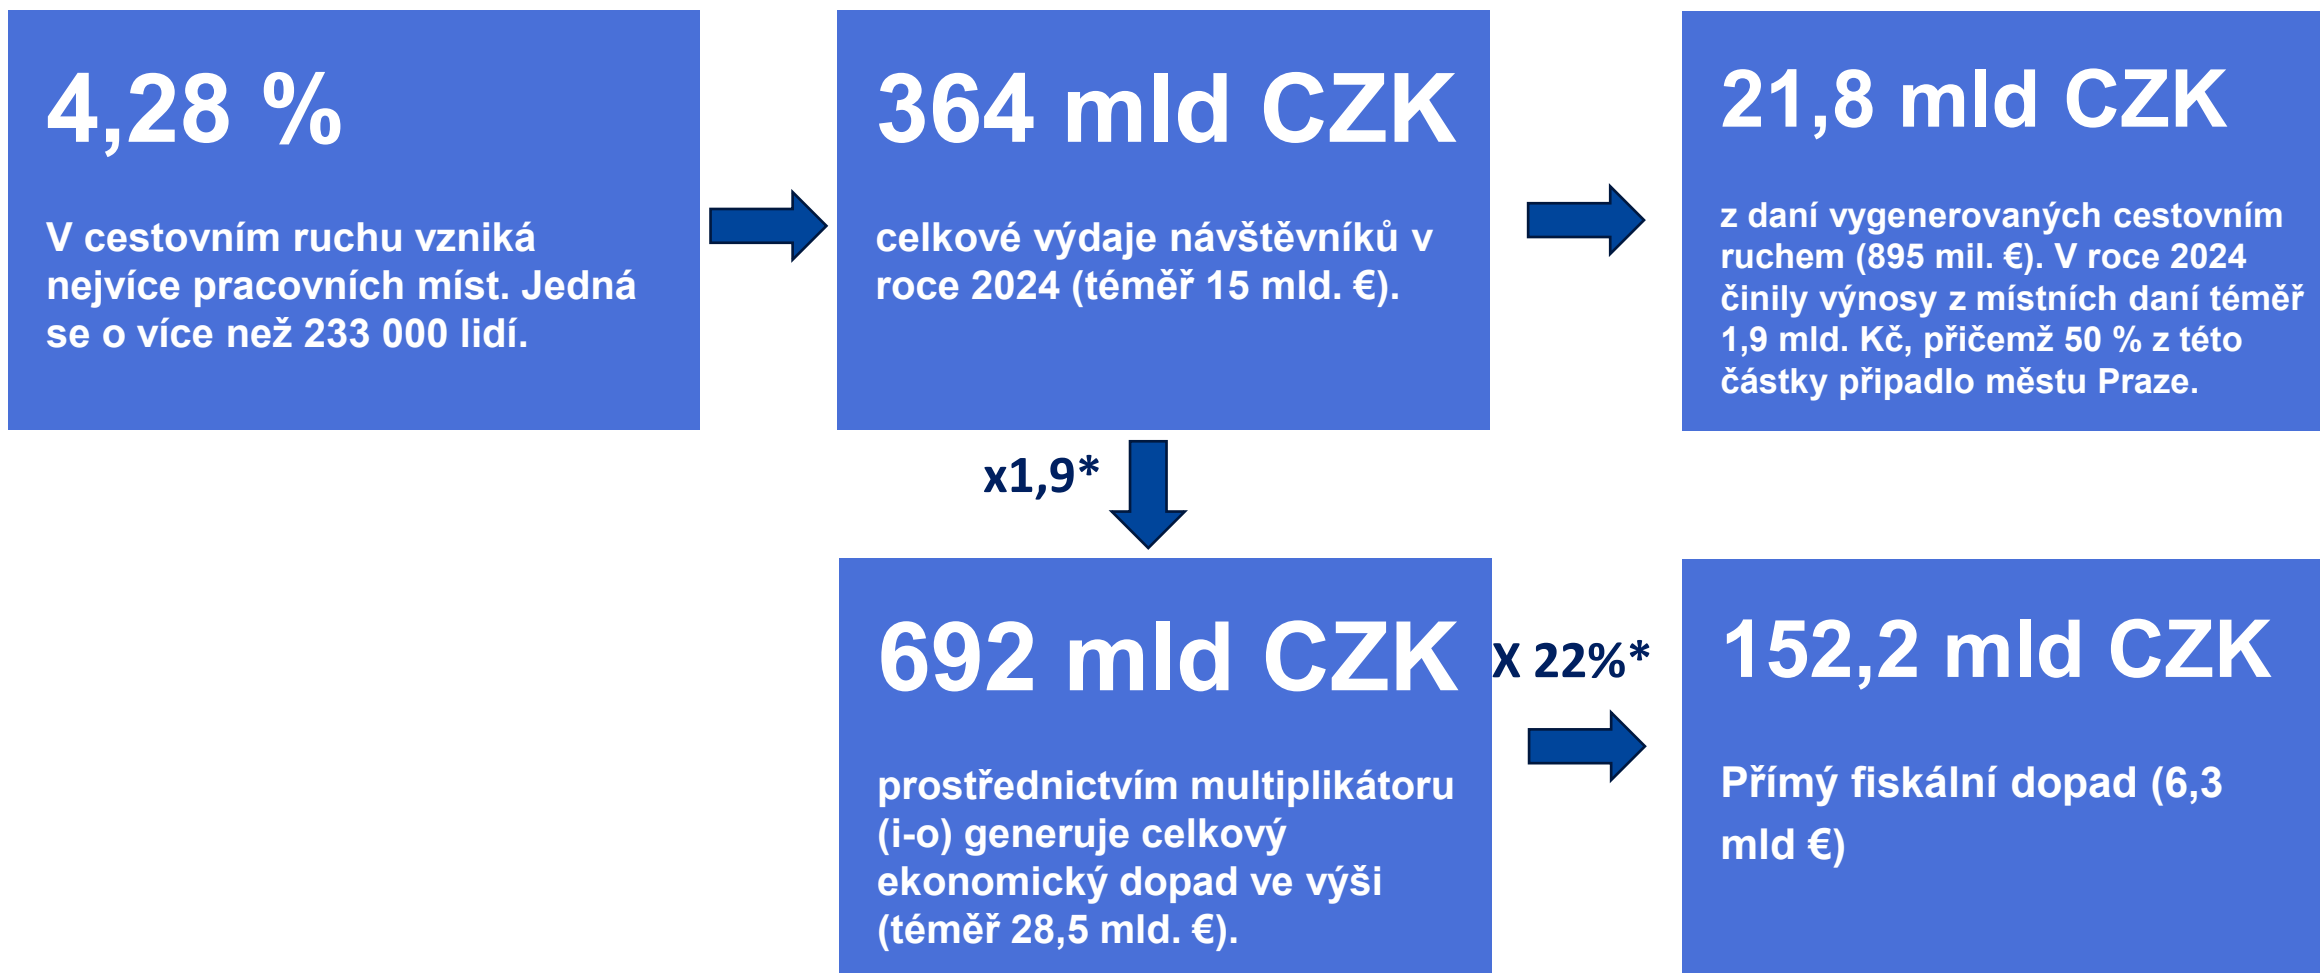 4,28 %
V cestovním ruchu vzniká
nejvíce pracovních míst. Jedná
se o více než 233 000 lidí.
364 mld CZK
celkové výdaje návštěvníků v
roce 2024 (téměř 15 mld. €).
21,8 mld CZK
z daní vygenerovaných cestovním
ruchem (895 mil. €). V roce 2024
činily výnosy z místních daní téměř
1,9 mld. Kč, přičemž 50 % z této
částky připadlo městu Praze.
x1,9*
692 mld CZK
prostřednictvím multiplikátoru
(i-o) generuje celkový
ekonomický dopad ve výši
(téměř 28,5 mld. €).
X 22%*
152,2 mld CZK
Přímý fiskální dopad (6,3
mld €)